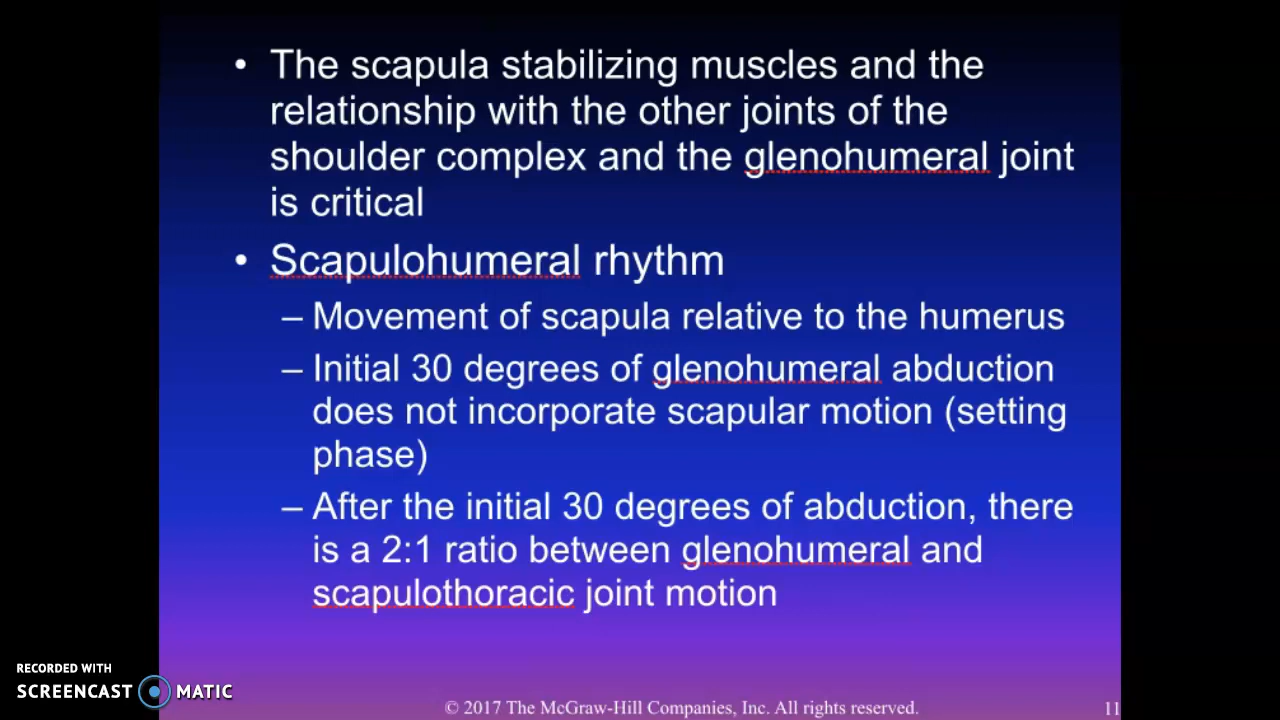 • The scapula stabilizing muscles and the
relationship with the other joints of the
shoulder complex and the glenohumeral joint
is critical
• Scapulohumeral rhythm
– Movement of scapula relative to the humerus
– Initial 30 degrees of glenohumeral abduction
does not incorporate scapular motion (setting
phase)
– After the initial 30 degrees of abduction, there
is a 2:1 ratio between glenohumeral and
scapulothoracic joint motion
RECORDED WITH
SCREENCAST MATIC
© 2017 The McGraw-Hill Companies, Inc. All rights reserved.
11